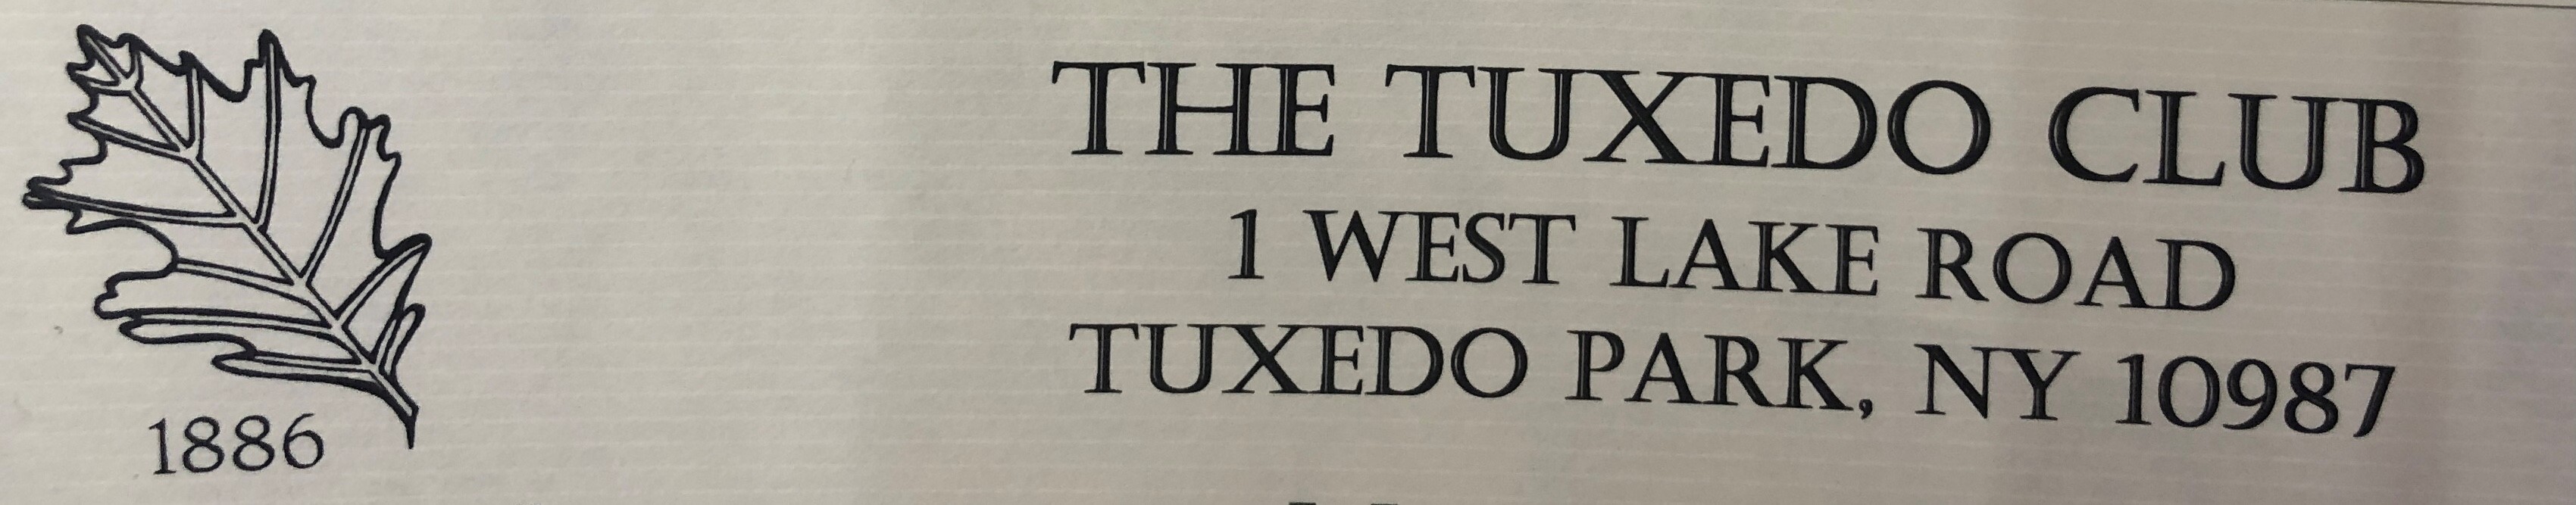 THE TUXEDO CLUB
1 WEST LAKE ROAD
TUXEDO PARK, NY 10987
1886